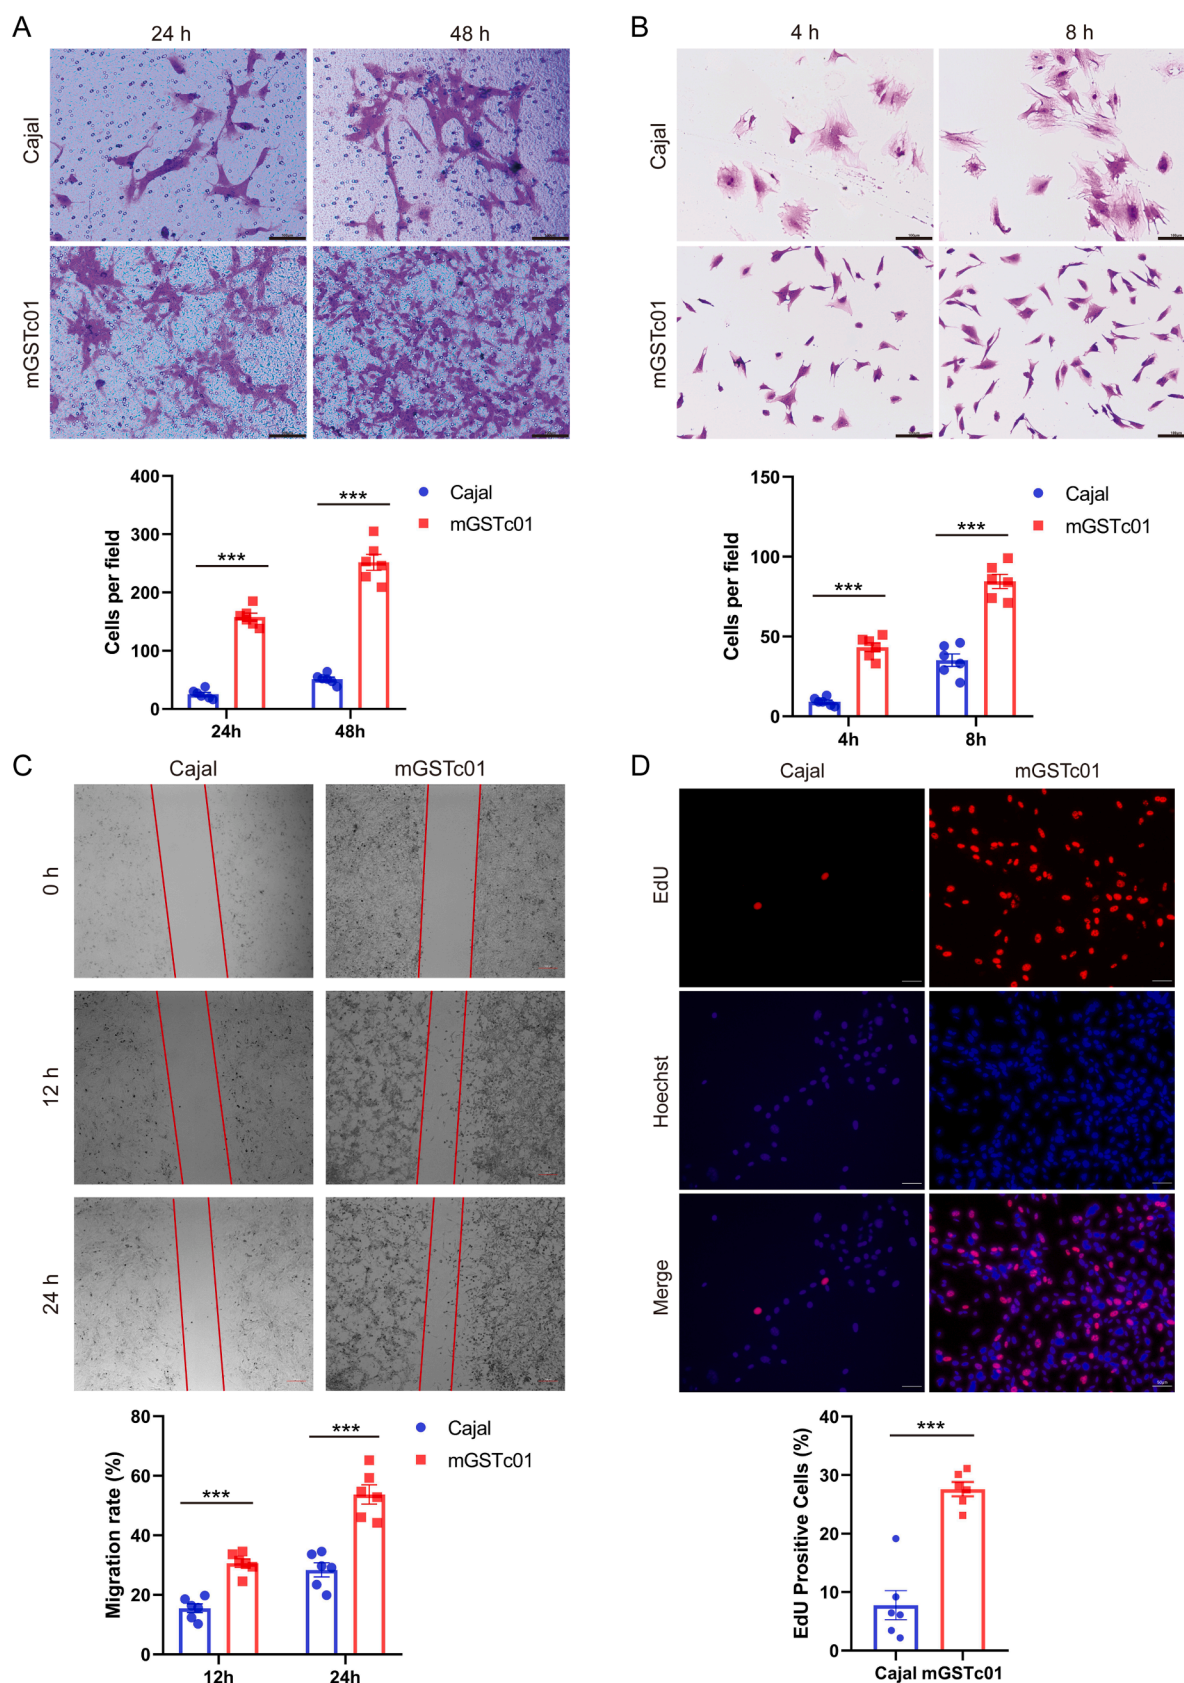 A
24 h
48 h
Cajal
mGSTc01
400
300
200
100
0
Cells per field
***
***
24h
48h
Cajal
mGSTc01
B
4 h
8 h
Cajal
mGSTc01
150
100
50
0
Cells per field
***
***
4h
8h
Cajal
mGSTc01
C
Cajal
mGSTc01
0 h
12 h
24 h
80
60
40
20
0
Migration rate (%)
***
***
12h
24h
Cajal
mGSTc01
D
Cajal
mGSTc01
EdU
Hoechst
Merge
40
30
20
10
0
EdU Prositive Cells (%)
***
Cajal mGSTc01